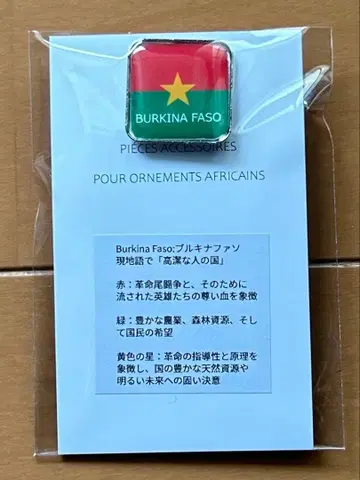 BURKINA FASO
PIÈCES ACCESSOIRES
POUR ORNEMENTS AFRICAINS
Burkina Faso:ブルキナファソ
現地語で「高潔な人の国」
赤：革命尾闘争と、そのために
流された英雄たちの尊い血を象徴
緑：豊かな農業、森林資源、そし
て国民の希望
黄色の星：革命の指導性と原理を
象徴し、国の豊かな天然資源や
明るい未来への固い決意